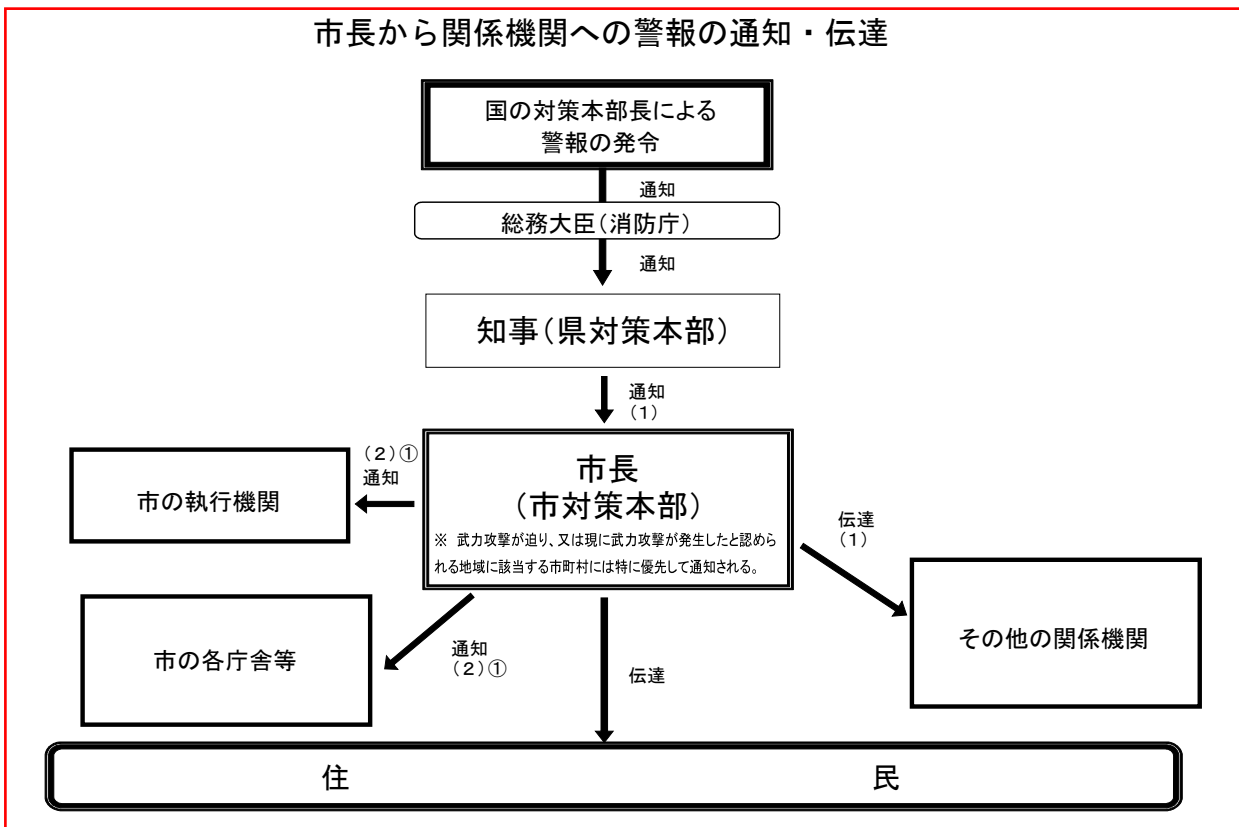 市長から関係機関への警報の通知・伝達
国の対策本部長による
警報の発令
通知
総務大臣(消防庁)
通知
知事(県対策本部)
通知
(1)
(2)①
通知
市の執行機関
市長
(市対策本部)
※ 武力攻撃が迫り、又は現に武力攻撃が発生したと認めら
れる地域に該当する市町村には特に優先して通知される。
伝達
(1)
その他の関係機関
市の各庁舎等
通知
(2)①
伝達
住 民